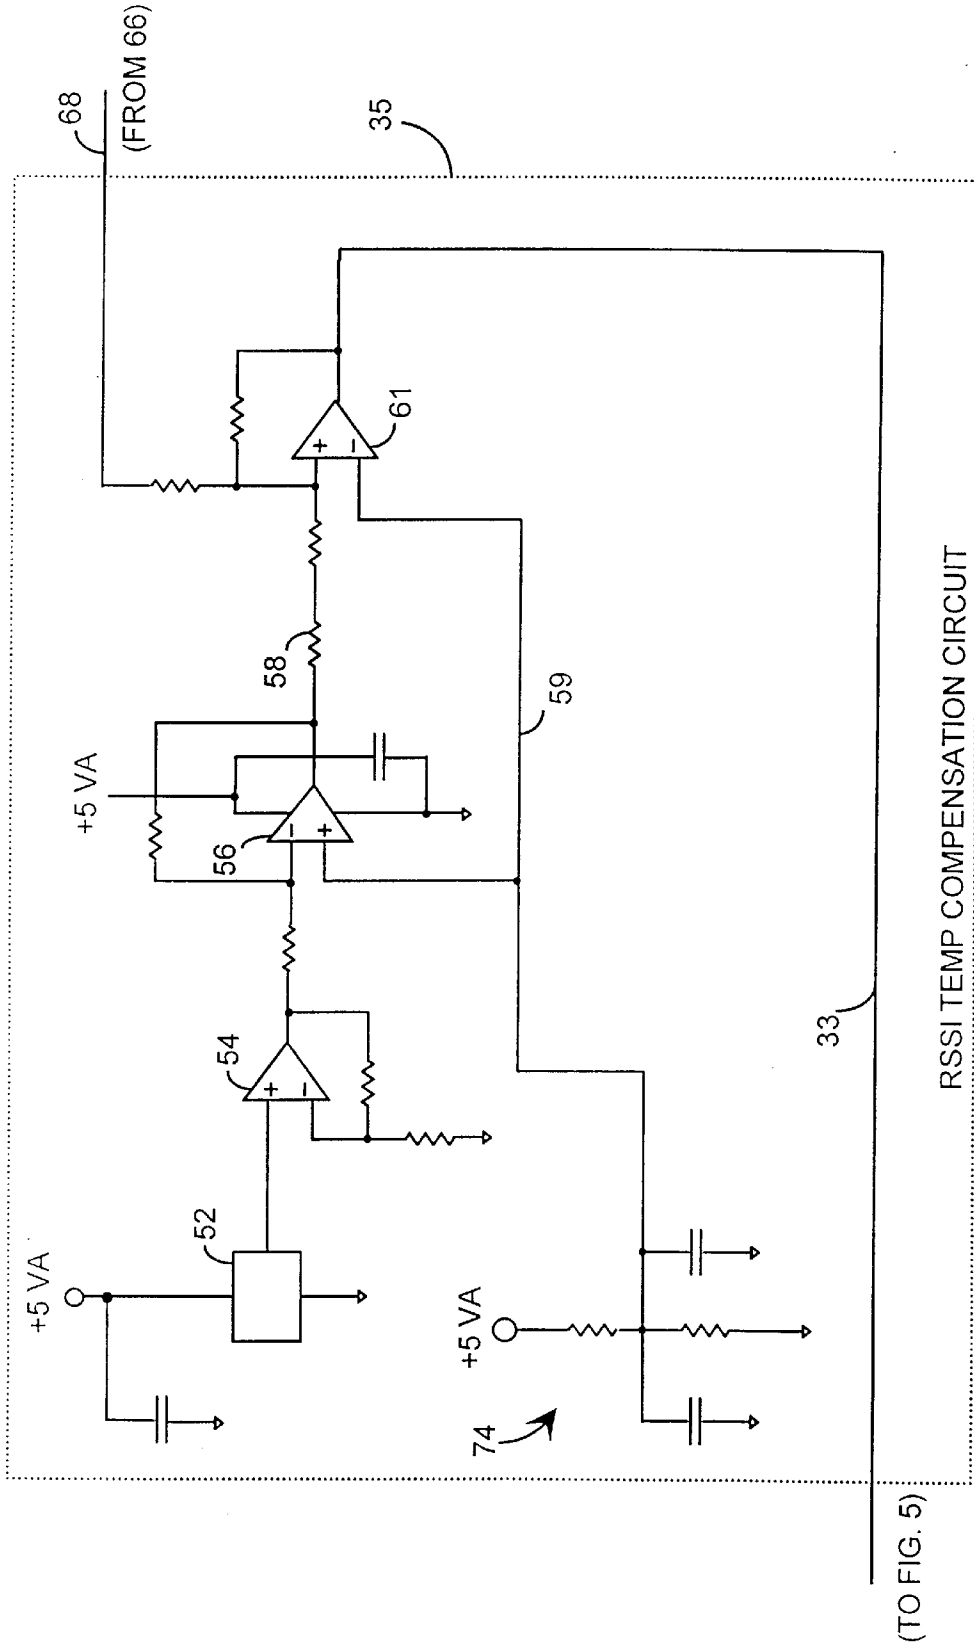 68
(FROM 66)
35
+5 VA
+
−
61
58
59
56
−
+
54
+
−
+5 VA
52
+5 VA
74
33
(TO FIG. 5)
RSSI TEMP COMPENSATION CIRCUIT